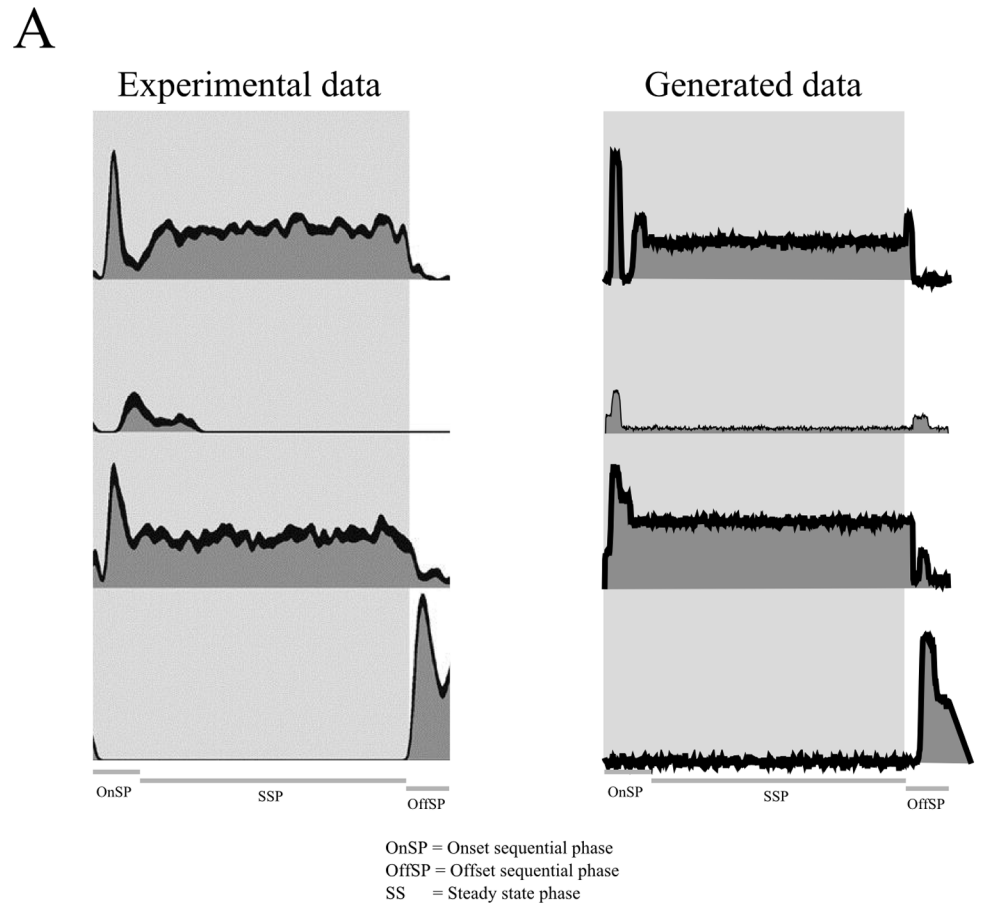 A
Experimental data
Generated data
OnSP
SSP
OffSP
OnSP
SSP
OffSP
OnSP = Onset sequential phase
OffSP = Offset sequential phase
SS = Steady state phase